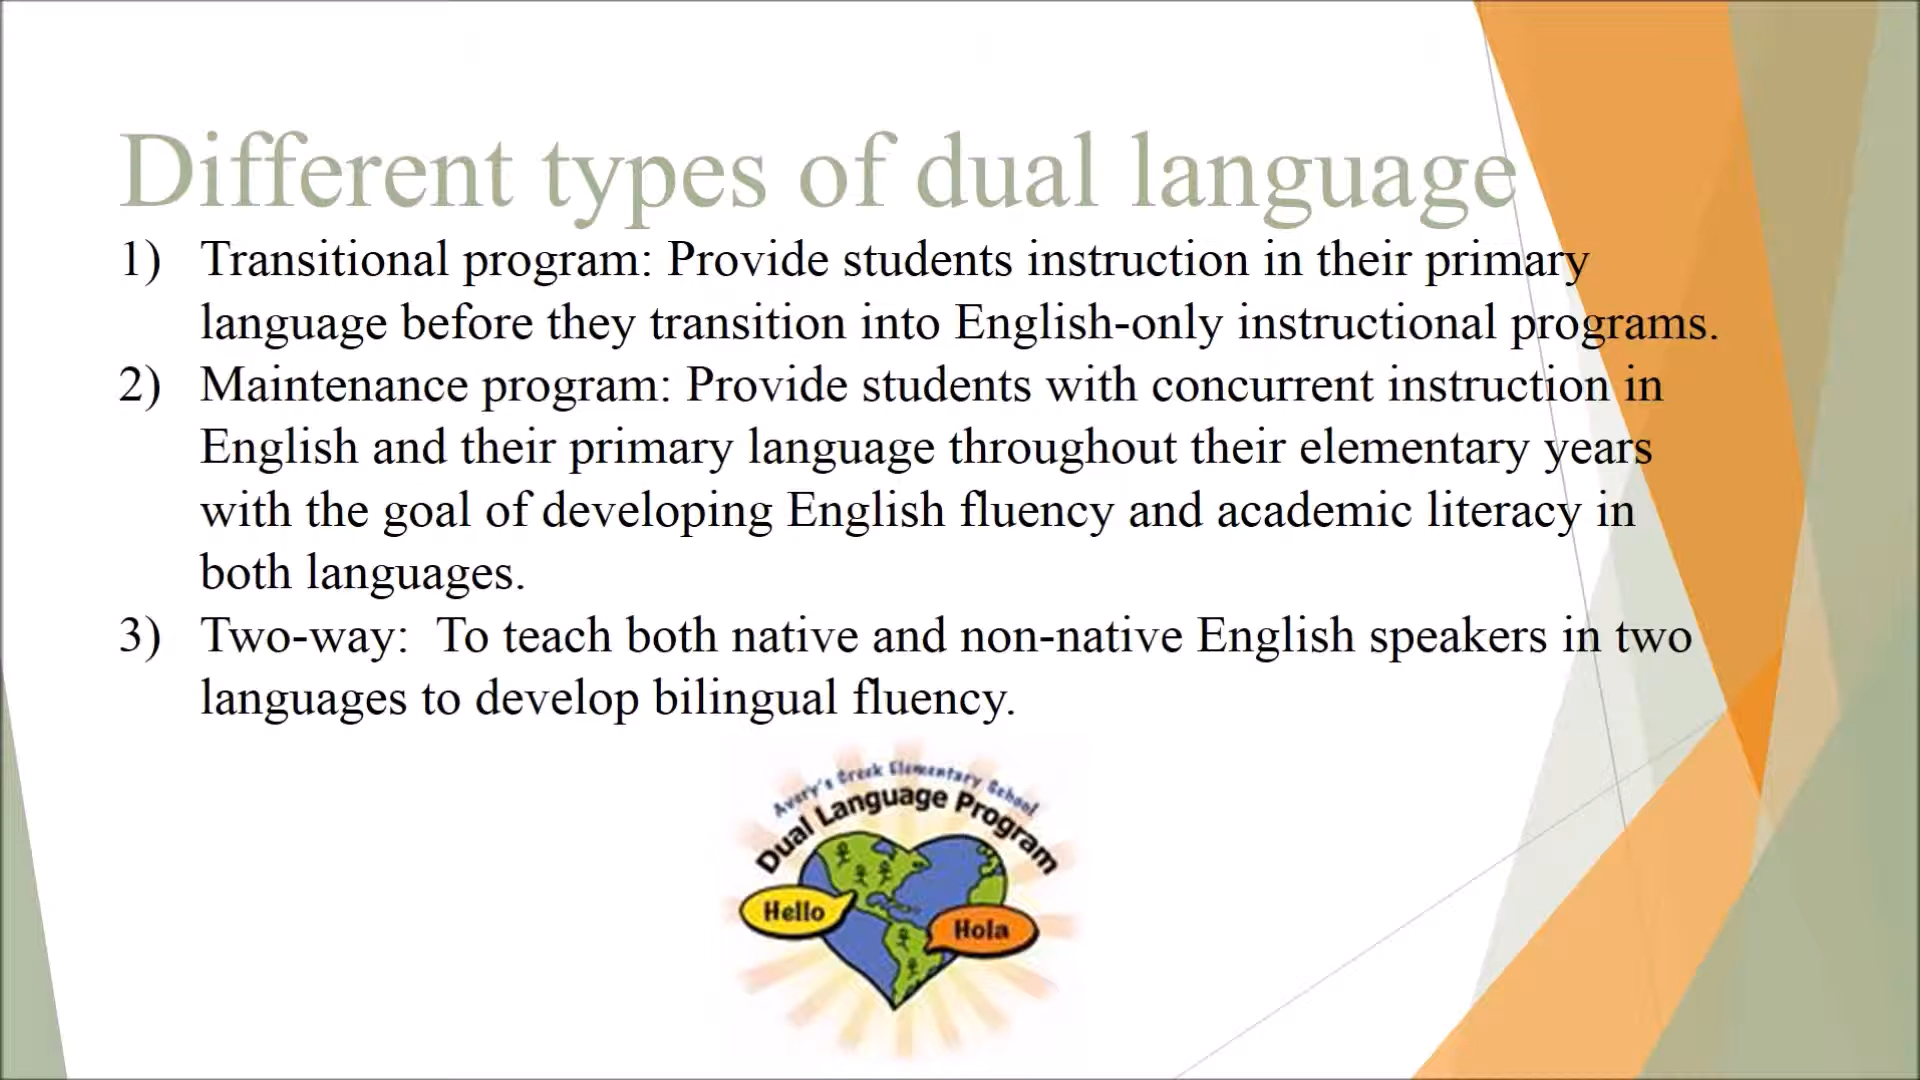 Different types of dual language
1) Transitional program: Provide students instruction in their primary
language before they transition into English-only instructional programs.
2) Maintenance program: Provide students with concurrent instruction in
English and their primary language throughout their elementary years
with the goal of developing English fluency and academic literacy in
both languages.
3) Two-way: To teach both native and non-native English speakers in two
languages to develop bilingual fluency.
Avery's Creek Elementary School
Dual Language Program
Hello
Hola